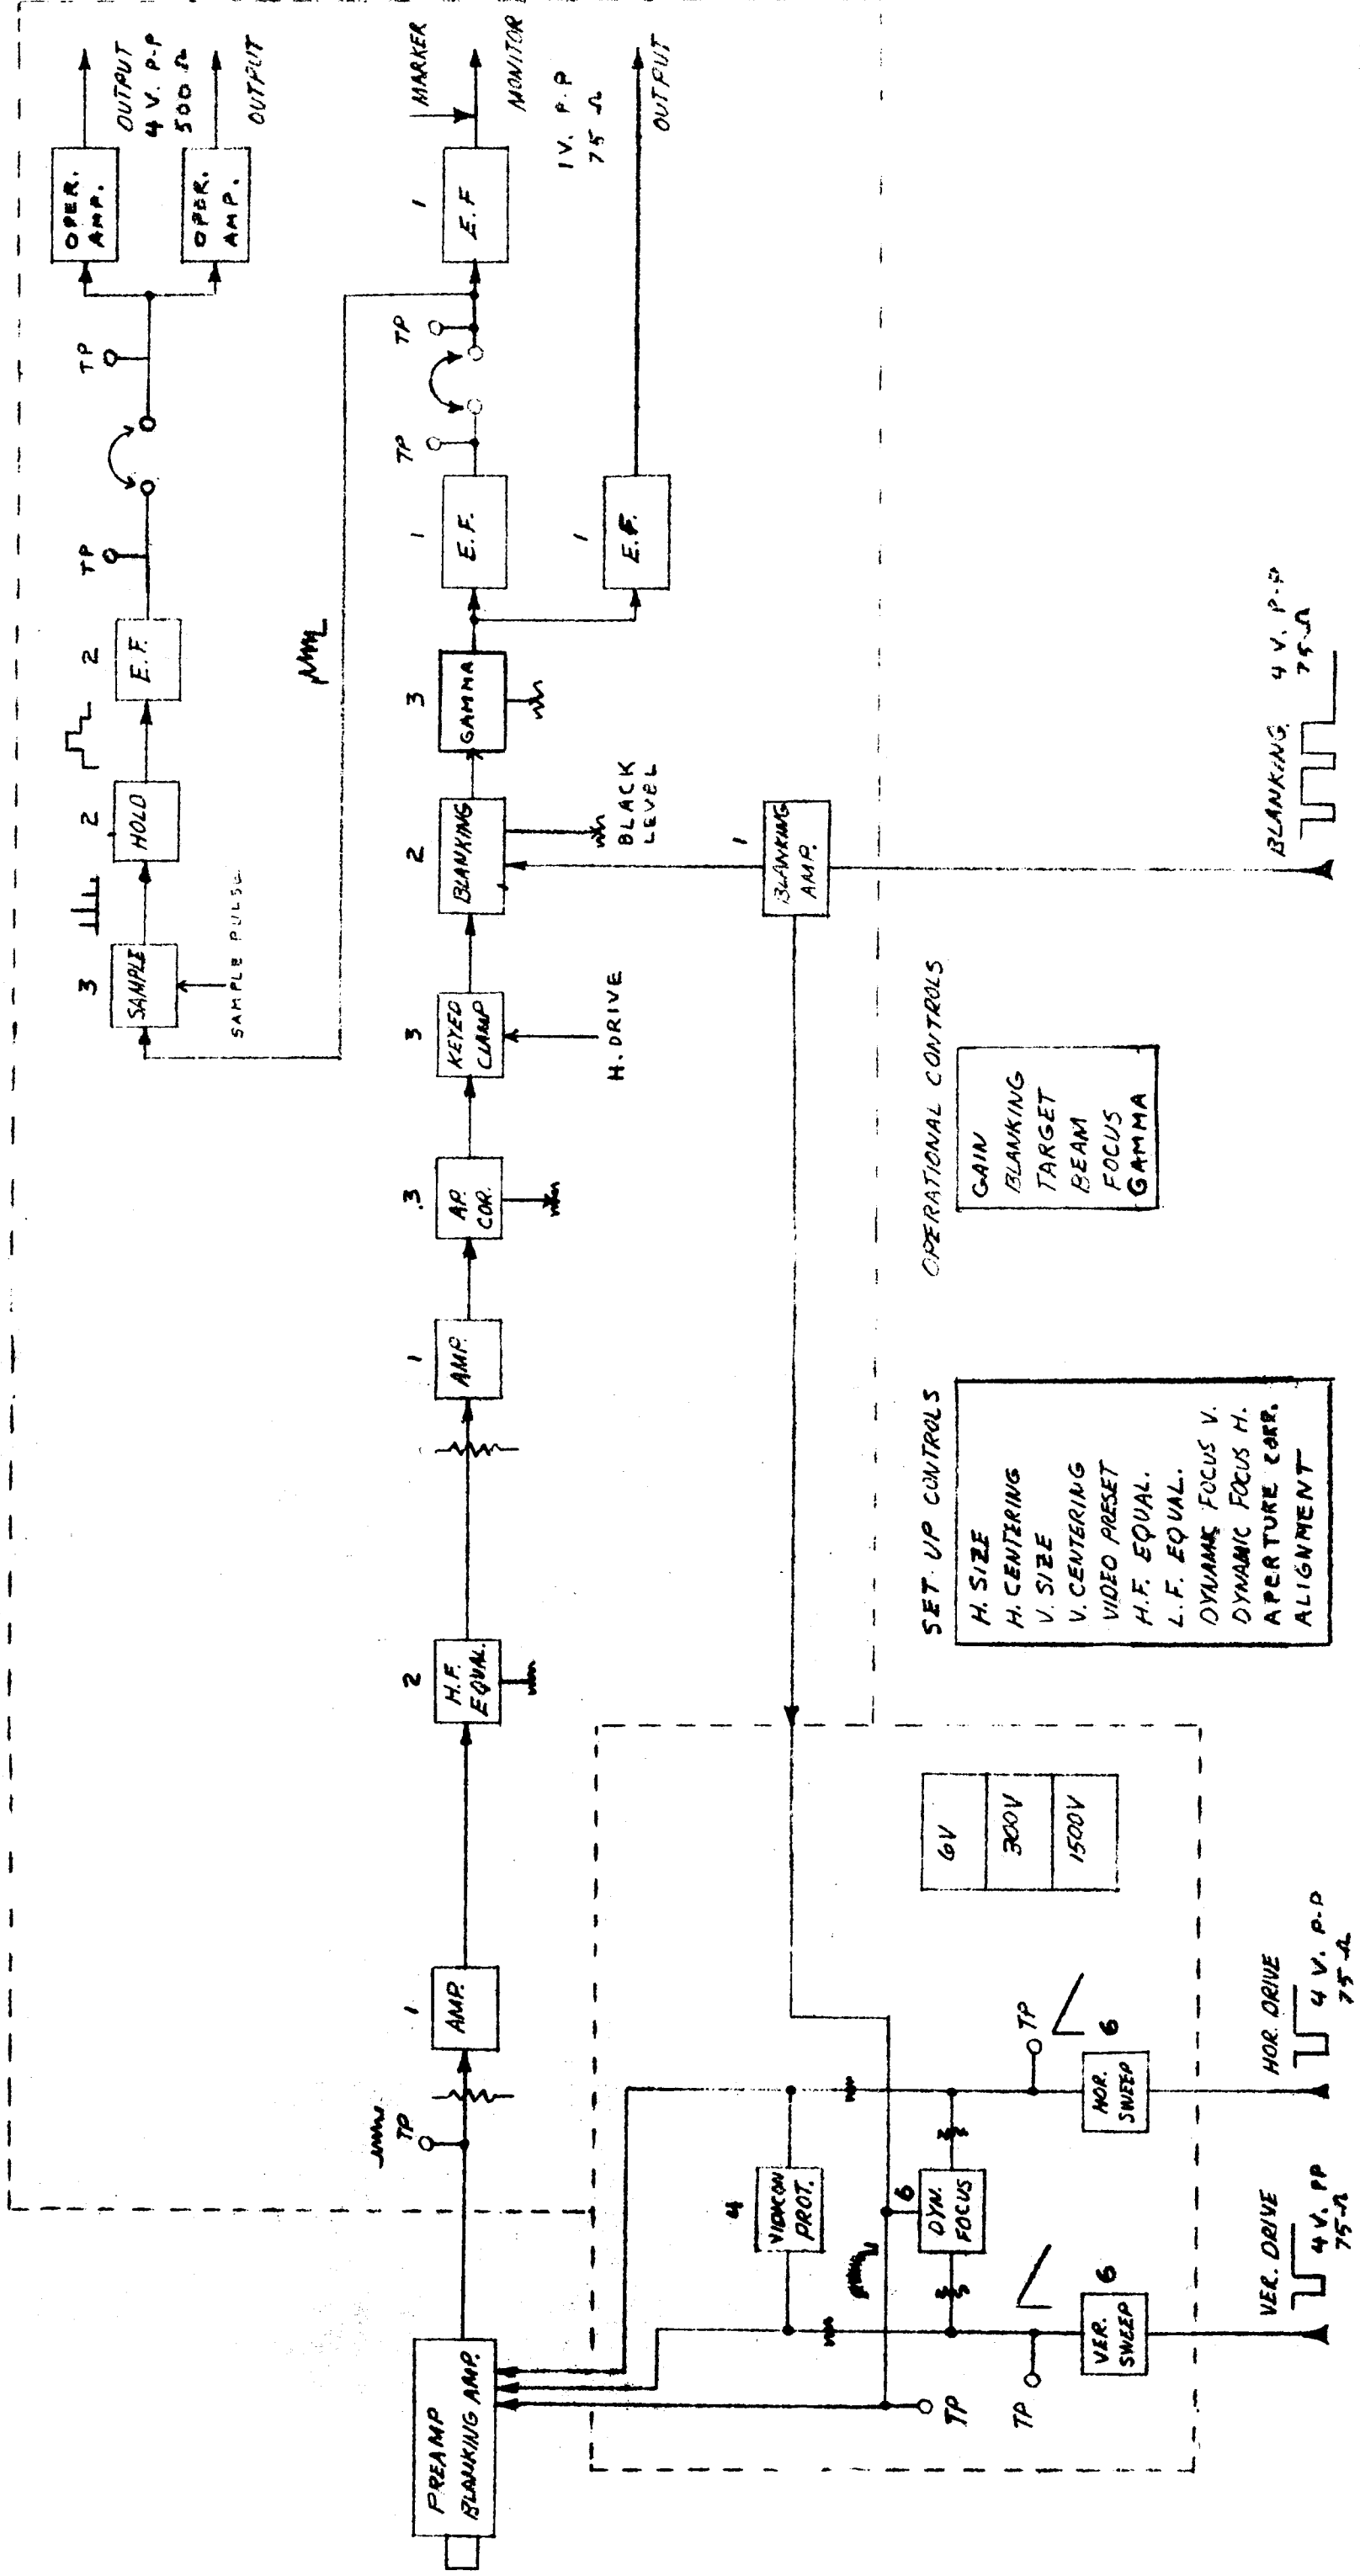 OUTPUT
4 V. P-P
500 Ω
OUTPUT
OPER.
AMP.
OPER.
AMP.
TP
TP
2
E.F.
2
HOLD
3
SAMPLE
SAMPLE PULSE
MARKER
MONITOR
1V. P.P
75 Ω
OUTPUT
PREAMP
BLANKING AMP.
TP
1
AMP.
2
H.F.
EQUAL.
1
AMP.
3
AP.
COR.
3
KEYED
CLAMP
H. DRIVE
2
BLANKING
BLACK
LEVEL
3
GAMMA
1
E.F.
TP
TP
1
E.F
1
E.F.
1
BLANKING
AMP.
BLANKING
4 V. P-P
75 Ω
4
VIDICON
PROT.
6
DYN.
FOCUS
TP
TP
VER.
SWEEP
6
TP
HOR.
SWEEP
6
6V
300V
1500V
VER. DRIVE
4 V. PP
75 Ω
HOR. DRIVE
4 V. P-P
75 Ω
SET-UP CONTROLS
H. SIZE
H. CENTERING
V. SIZE
V. CENTERING
VIDEO PRESET
H.F. EQUAL.
L.F. EQUAL.
DYNAMIC FOCUS V.
DYNAMIC FOCUS H.
APERTURE CORR.
ALIGNMENT
OPERATIONAL CONTROLS
GAIN
BLANKING
TARGET
BEAM
FOCUS
GAMMA